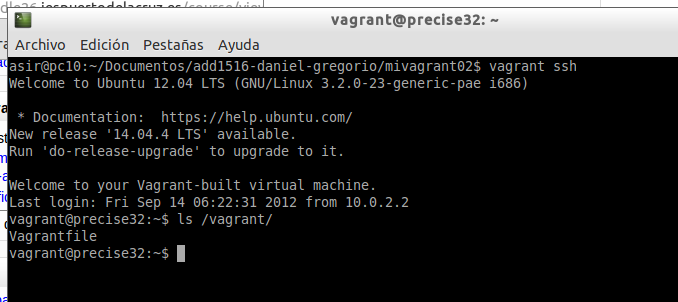 iespuertodelacruz.es/course/view
vagrant@precise32: ~
Archivo Edición Pestañas Ayuda
asir@pc10:~/Documentos/add1516-daniel-gregorio/mivagrant02$ vagrant ssh
Welcome to Ubuntu 12.04 LTS (GNU/Linux 3.2.0-23-generic-pae i686)
* Documentation: https://help.ubuntu.com/
New release '14.04.4 LTS' available.
Run 'do-release-upgrade' to upgrade to it.
Welcome to your Vagrant-built virtual machine.
Last login: Fri Sep 14 06:22:31 2012 from 10.0.2.2
vagrant@precise32:~$ ls /vagrant/
Vagrantfile
vagrant@precise32:~$